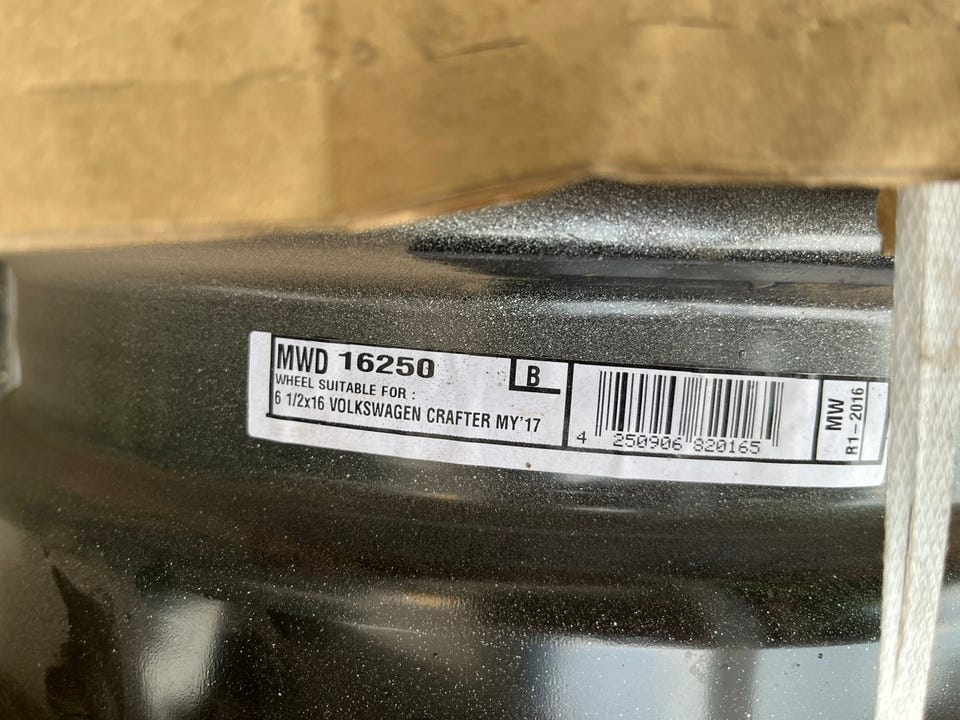 MWD 16250
B
WHEEL SUITABLE FOR :
6 1/2x16 VOLKSWAGEN CRAFTER MY'17
4 250906 820165
MW
R1-2016